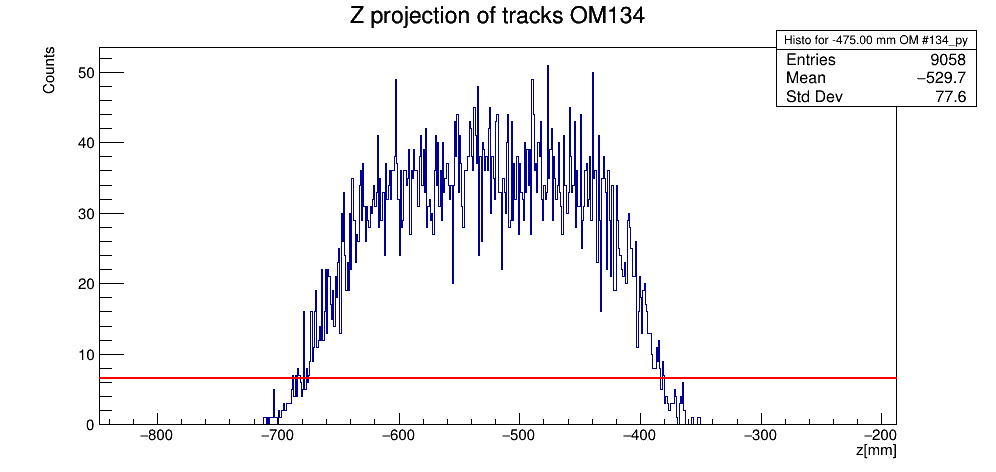 Z projection of tracks OM134
Histo for -475.00 mm OM #134_py
Entries 9058
Mean −529.7
Std Dev 77.6
Counts
50
40
30
20
10
0
−800 −700 −600 −500 −400 −300 −200
z[mm]